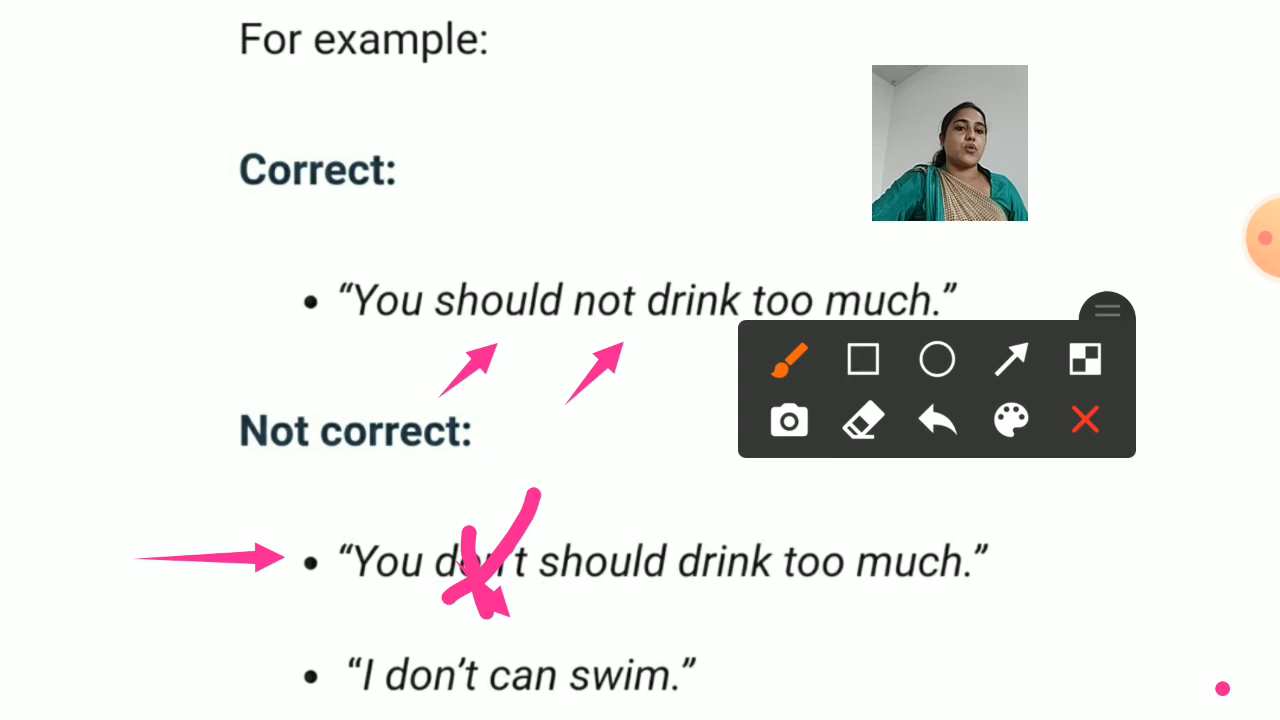 For example:
Correct:
• “You should not drink too much.”
Not correct:
• “You don’t should drink too much.”
• “I don’t can swim.”